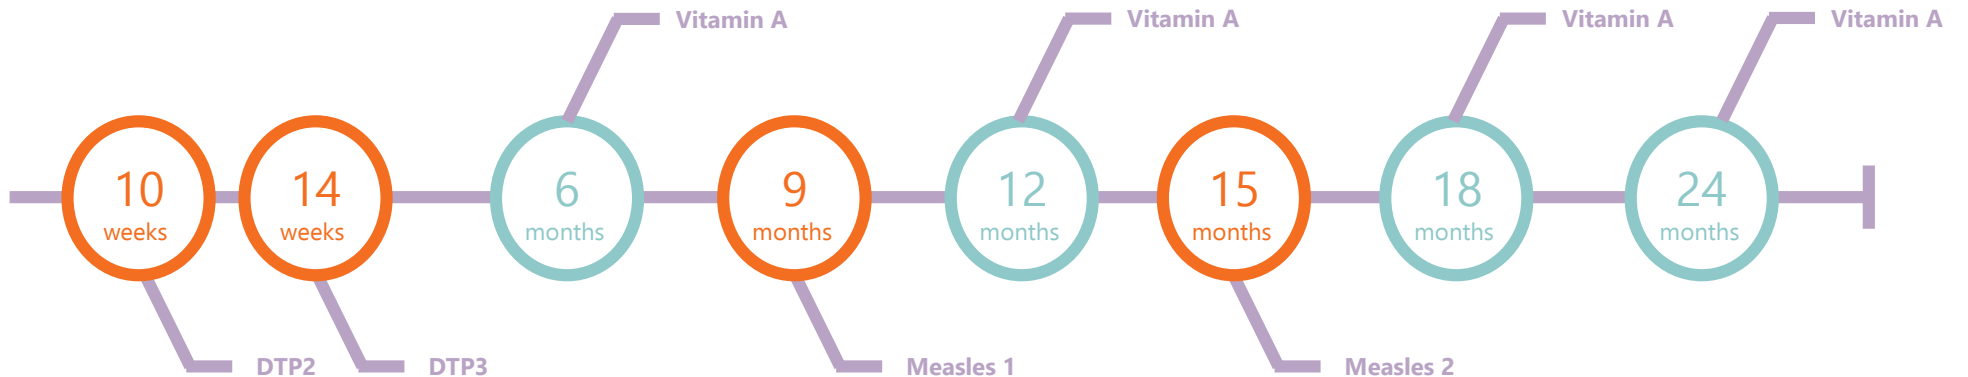 Vitamin A
Vitamin A
Vitamin A
Vitamin A
10
weeks
14
weeks
6
months
9
months
12
months
15
months
18
months
24
months
DTP2
DTP3
Measles 1
Measles 2